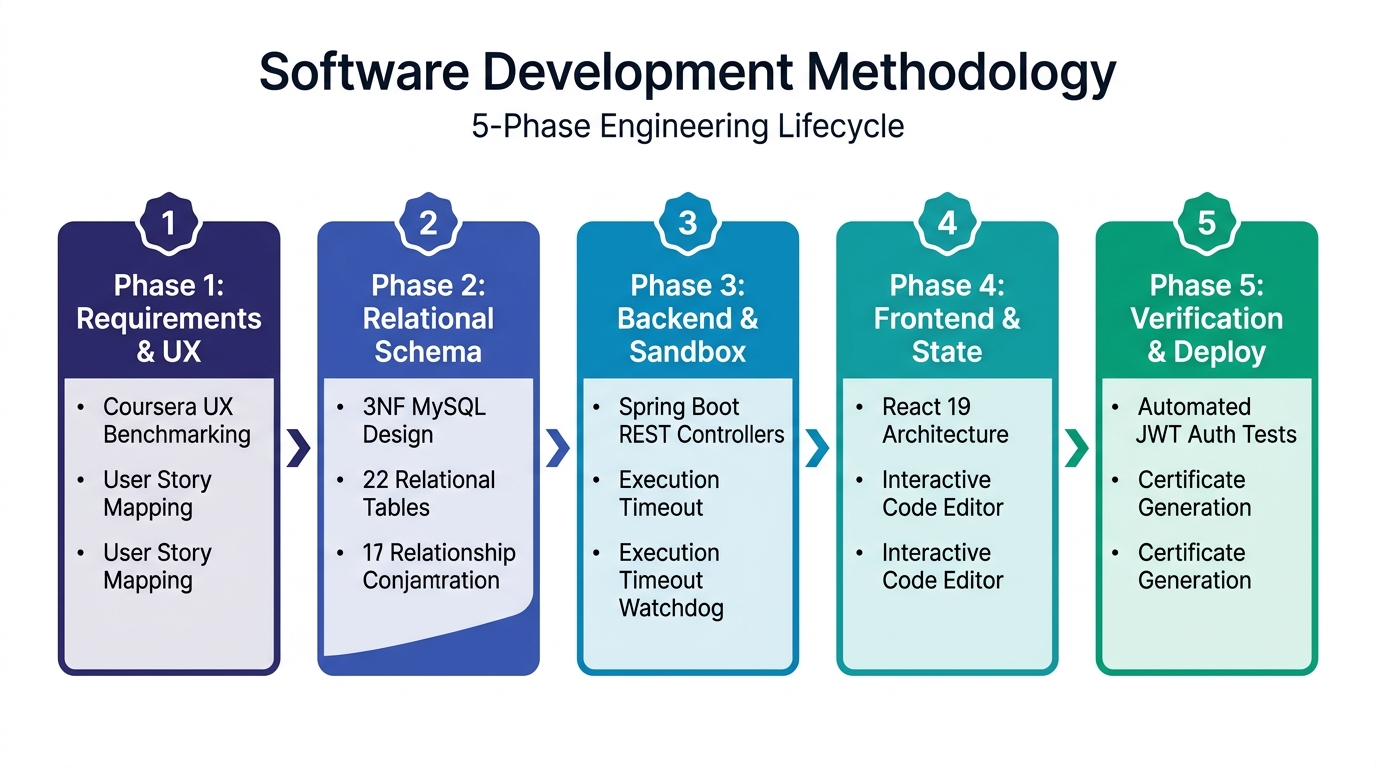 Software Development Methodology
5-Phase Engineering Lifecycle
1
Phase 1:
Requirements
& UX
• Coursera UX
Benchmarking
• User Story
Mapping
• User Story
Mapping
2
Phase 2:
Relational
Schema
• 3NF MySQL
Design
• 22 Relational
Tables
• 17 Relationship
Conjamration
3
Phase 3:
Backend &
Sandbox
• Spring Boot
REST Controllers
• Execution
Timeout
• Execution
Timeout
Watchdog
4
Phase 4:
Frontend &
State
• React 19
Architecture
• Interactive
Code Editor
• Interactive
Code Editor
5
Phase 5:
Verification
& Deploy
• Automated
JWT Auth Tests
• Certificate
Generation
• Certificate
Generation